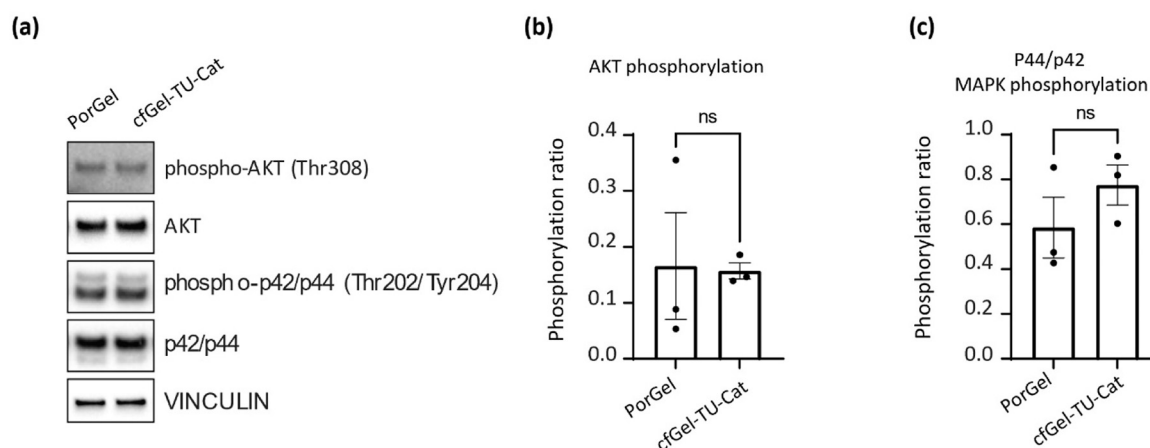 (a)
PorGel
cfGel-TU-Cat
phospho-AKT (Thr308)
AKT
phospho-p42/p44 (Thr202/Tyr204)
p42/p44
VINCULIN
(b)
AKT phosphorylation
ns
Phosphorylation ratio
0.4
0.3
0.2
0.1
0.0
PorGel
cfGel-TU-Cat
(c)
P44/p42
MAPK phosphorylation
ns
Phosphorylation ratio
1.0
0.8
0.6
0.4
0.2
0.0
PorGel
cfGel-TU-Cat